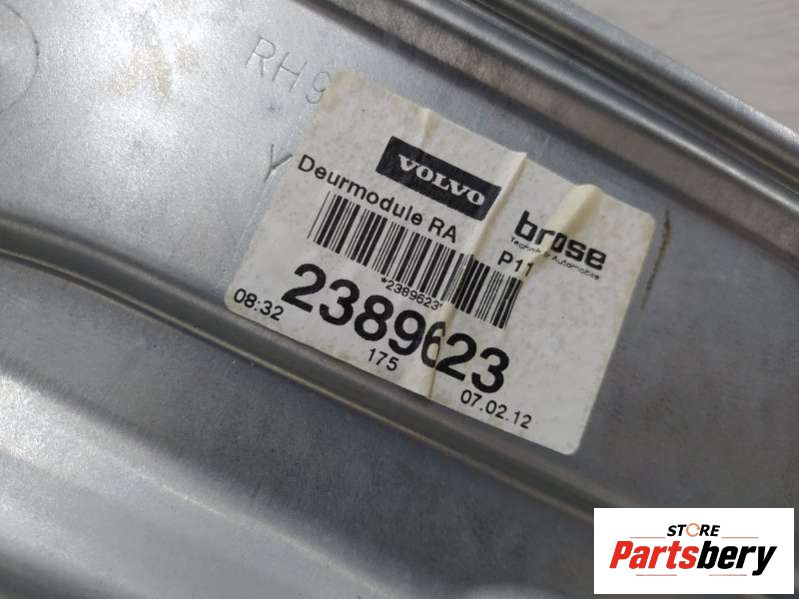 RH9
Y
VOLVO
Deurmodule RA
brose
P11
*2389623
2389623
08:32
175
07.02.12
STORE
Partsbery